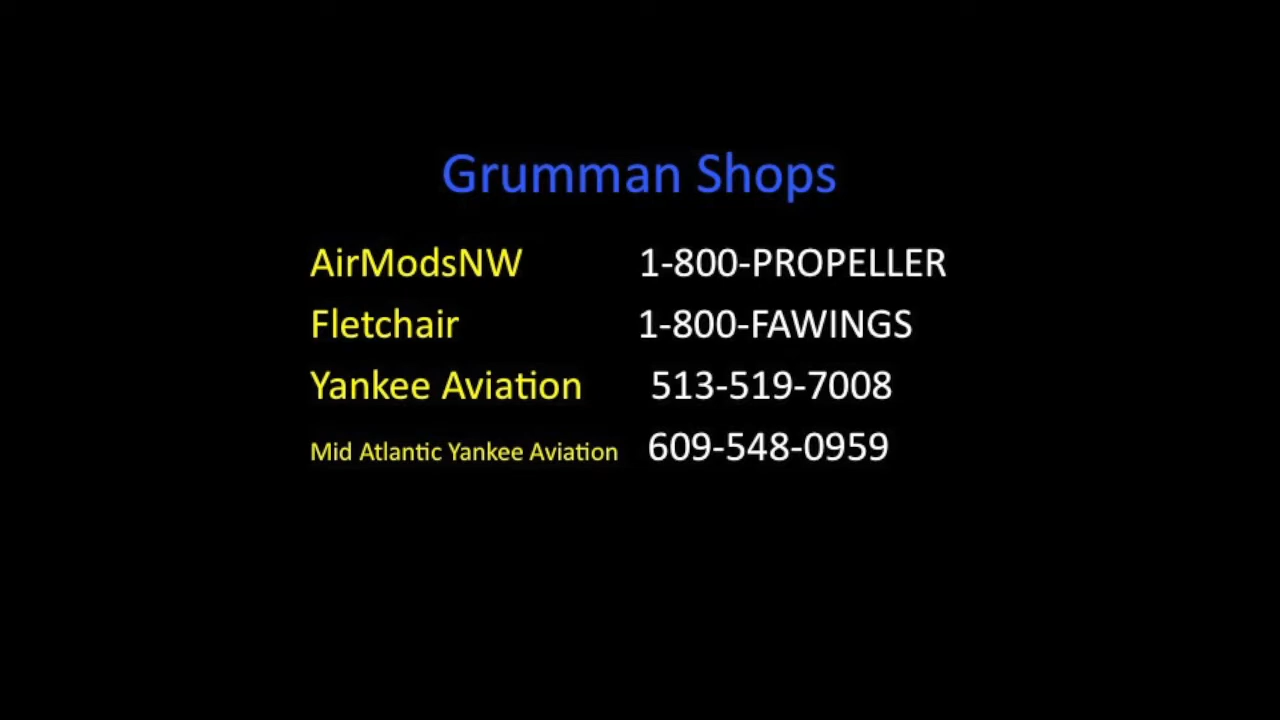 Grumman Shops
AirModsNW 1-800-PROPELLER
Fletchair 1-800-FAWINGS
Yankee Aviation 513-519-7008
Mid Atlantic Yankee Aviation 609-548-0959